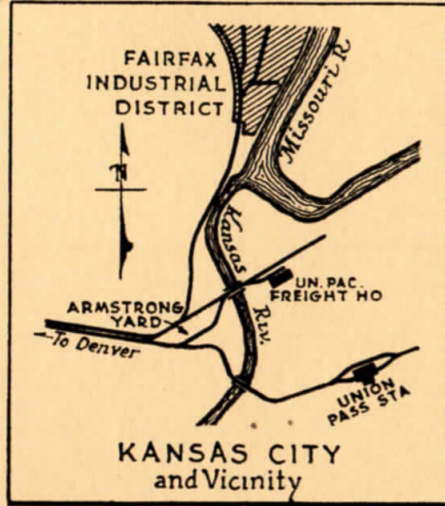 FAIRFAX
INDUSTRIAL
DISTRICT
Missouri R
N
Kansas
Riv.
UN. PAC.
FREIGHT HO
ARMSTRONG
YARD
To Denver
UNION
PASS STA
KANSAS CITY
and Vicinity